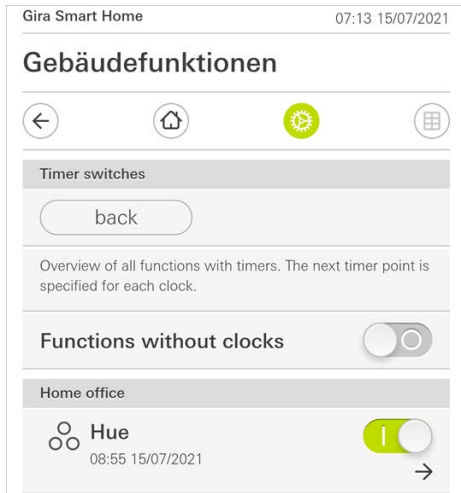 Gira Smart Home 07:13 15/07/2021
Gebäudefunktionen
Timer switches
back
Overview of all functions with timers. The next timer point is
specified for each clock.
Functions without clocks
Home office
Hue
08:55 15/07/2021